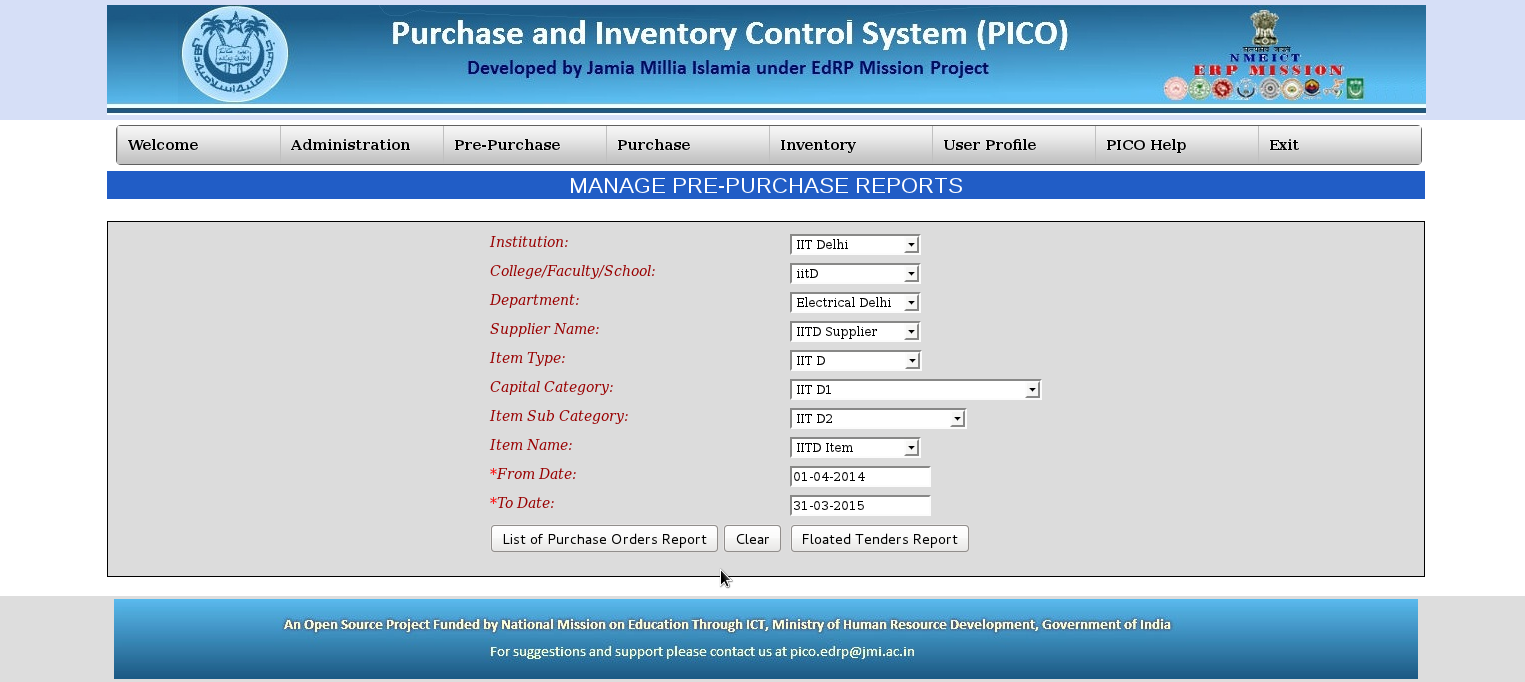 Purchase and Inventory Control System (PICO)
Developed by Jamia Millia Islamia under EdRP Mission Project
NMEICT
ERP MISSION
Welcome Administration Pre-Purchase Purchase Inventory User Profile PICO Help Exit
MANAGE PRE-PURCHASE REPORTS
Institution: IIT Delhi
College/Faculty/School: iitD
Department: Electrical Delhi
Supplier Name: IITD Supplier
Item Type: IIT D
Capital Category: IIT D1
Item Sub Category: IIT D2
Item Name: IITD Item
*From Date: 01-04-2014
*To Date: 31-03-2015
List of Purchase Orders Report Clear Floated Tenders Report
An Open Source Project Funded by National Mission on Education Through ICT, Ministry of Human Resource Development, Government of India
For suggestions and support please contact us at pico.edrp@jmi.ac.in